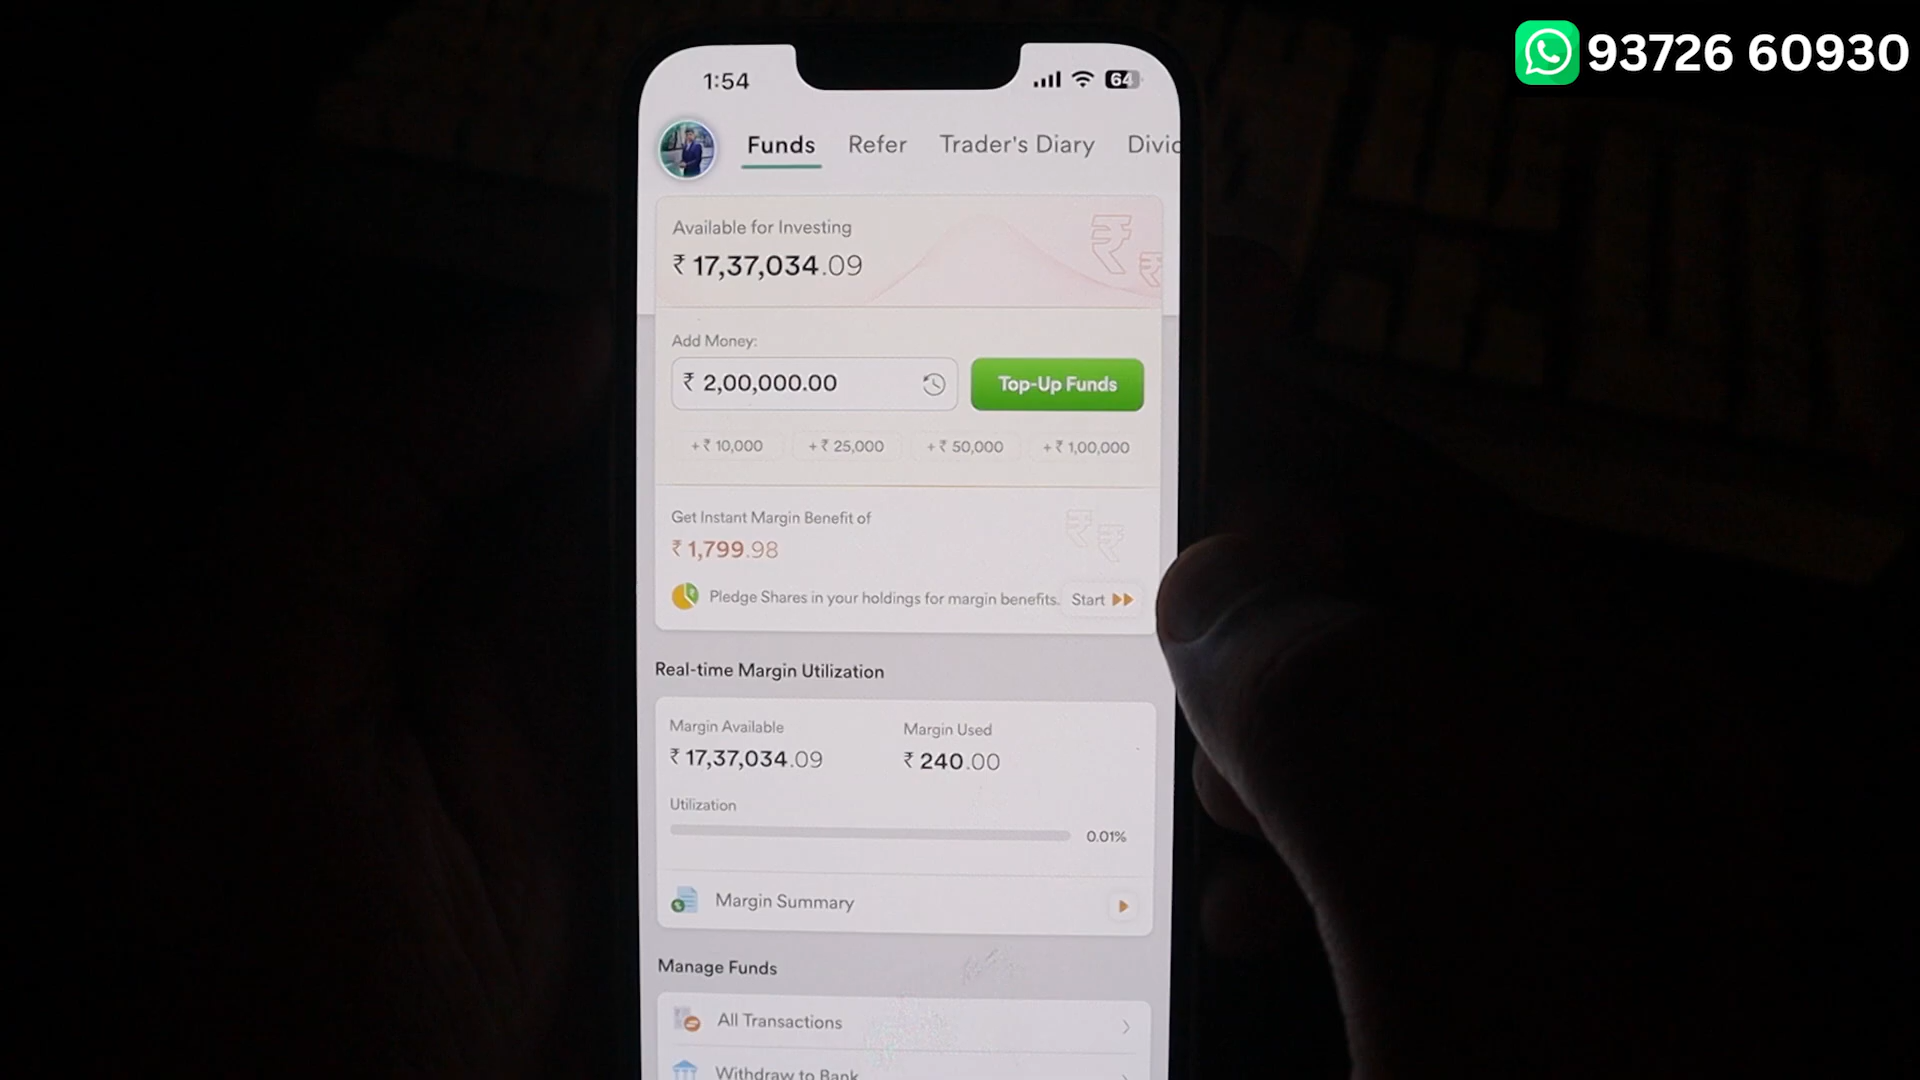 93726 60930
1:54
64
Funds Refer Trader's Diary Divid
Available for Investing
₹ 17,37,034.09
Add Money:
₹ 2,00,000.00
Top-Up Funds
+₹ 10,000 +₹ 25,000 +₹ 50,000 +₹ 1,00,000
Get Instant Margin Benefit of
₹ 1,799.98
Pledge Shares in your holdings for margin benefits. Start
Real-time Margin Utilization
Margin Available Margin Used
₹ 17,37,034.09 ₹ 240.00
Utilization
0.01%
Margin Summary
Manage Funds
All Transactions
Withdraw to Bank